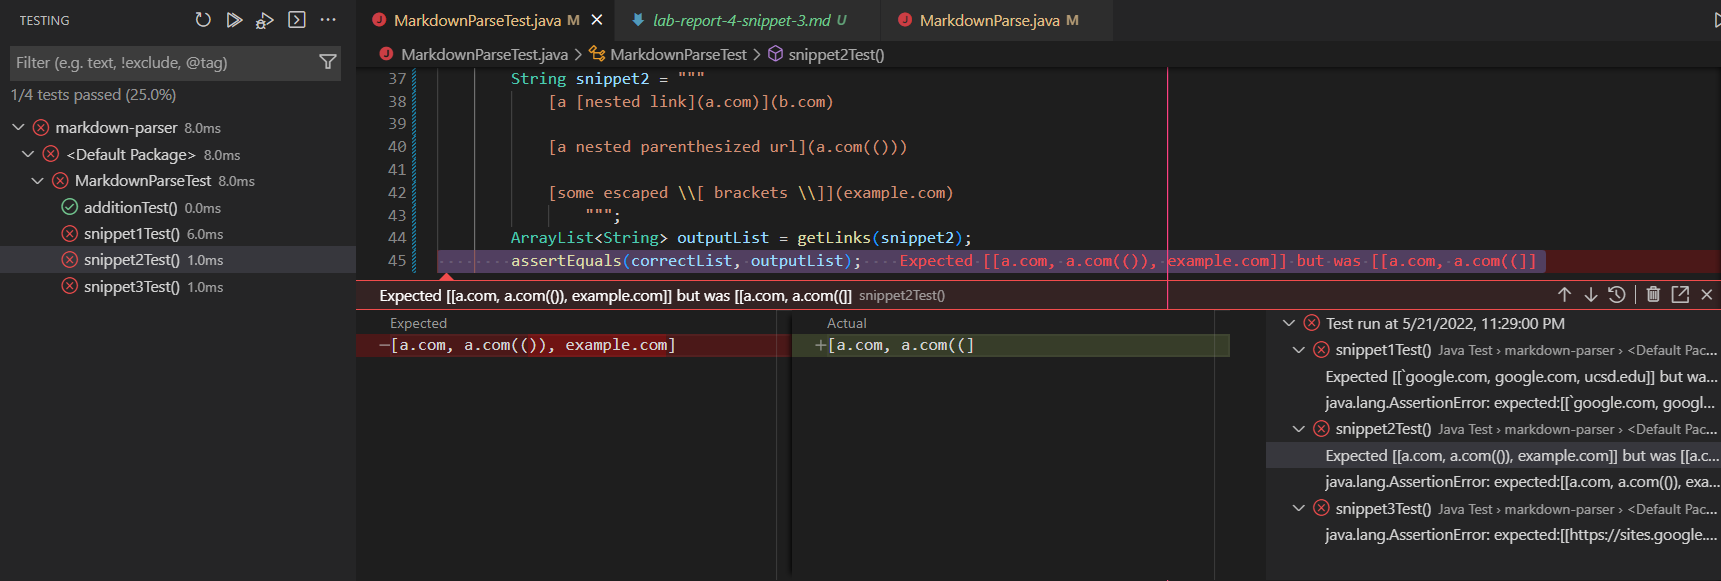 TESTING
Filter (e.g. text, !exclude, @tag)
1/4 tests passed (25.0%)
markdown-parser 8.0ms
<Default Package> 8.0ms
MarkdownParseTest 8.0ms
additionTest() 0.0ms
snippet1Test() 6.0ms
snippet2Test() 1.0ms
snippet3Test() 1.0ms
J MarkdownParseTest.java M
lab-report-4-snippet-3.md U
J MarkdownParse.java M
J MarkdownParseTest.java > MarkdownParseTest > snippet2Test()
37 String snippet2 = """
38 [a [nested link](a.com)](b.com)
39
40 [a nested parenthesized url](a.com(()))
41
42 [some escaped \\[ brackets \\]](example.com)
43 """;
44 ArrayList<String> outputList = getLinks(snippet2);
45 assertEquals(correctList, outputList); Expected [[a.com, a.com(()), example.com]] but was [[a.com, a.com((]]
Expected [[a.com, a.com(()), example.com]] but was [[a.com, a.com((]] snippet2Test()
Expected
−[a.com, a.com(()), example.com]
Actual
+[a.com, a.com((]
Test run at 5/21/2022, 11:29:00 PM
snippet1Test() Java Test › markdown-parser › <Default Pac...
Expected [[`google.com, google.com, ucsd.edu]] but wa...
java.lang.AssertionError: expected:[[`google.com, googl...
snippet2Test() Java Test › markdown-parser › <Default Pac...
Expected [[a.com, a.com(()), example.com]] but was [[a.c...
java.lang.AssertionError: expected:[[a.com, a.com(()), exa...
snippet3Test() Java Test › markdown-parser › <Default Pac...
java.lang.AssertionError: expected:[[https://sites.google....